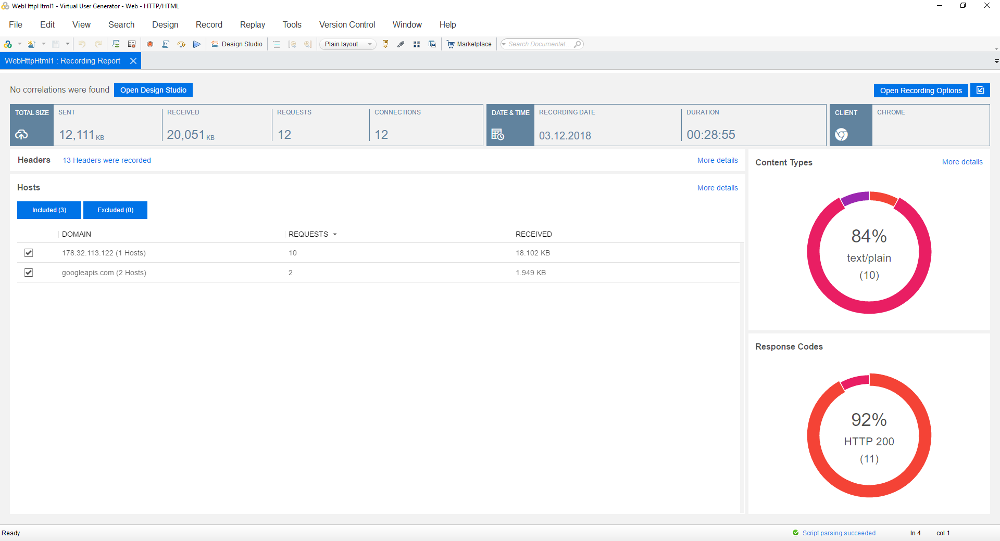 WebHttpHtml1 - Virtual User Generator - Web - HTTP/HTML
File Edit View Search Design Record Replay Tools Version Control Window Help
Design Studio Plain layout Marketplace Search Documentat...
WebHttpHtml1 : Recording Report
No correlations were found Open Design Studio Open Recording Options
TOTAL SIZE SENT RECEIVED REQUESTS CONNECTIONS DATE & TIME RECORDING DATE DURATION CLIENT CHROME
12,111 KB 20,051 KB 12 12 03.12.2018 00:28:55
Headers 13 Headers were recorded More details
Content Types More details
Hosts More details
Included (3) Excluded (0)
DOMAIN REQUESTS RECEIVED
178.32.113.122 (1 Hosts) 10 18.102 KB
googleapis.com (2 Hosts) 2 1.949 KB
84%
text/plain
(10)
Response Codes
92%
HTTP 200
(11)
Ready Script parsing succeeded ln 4 col 1